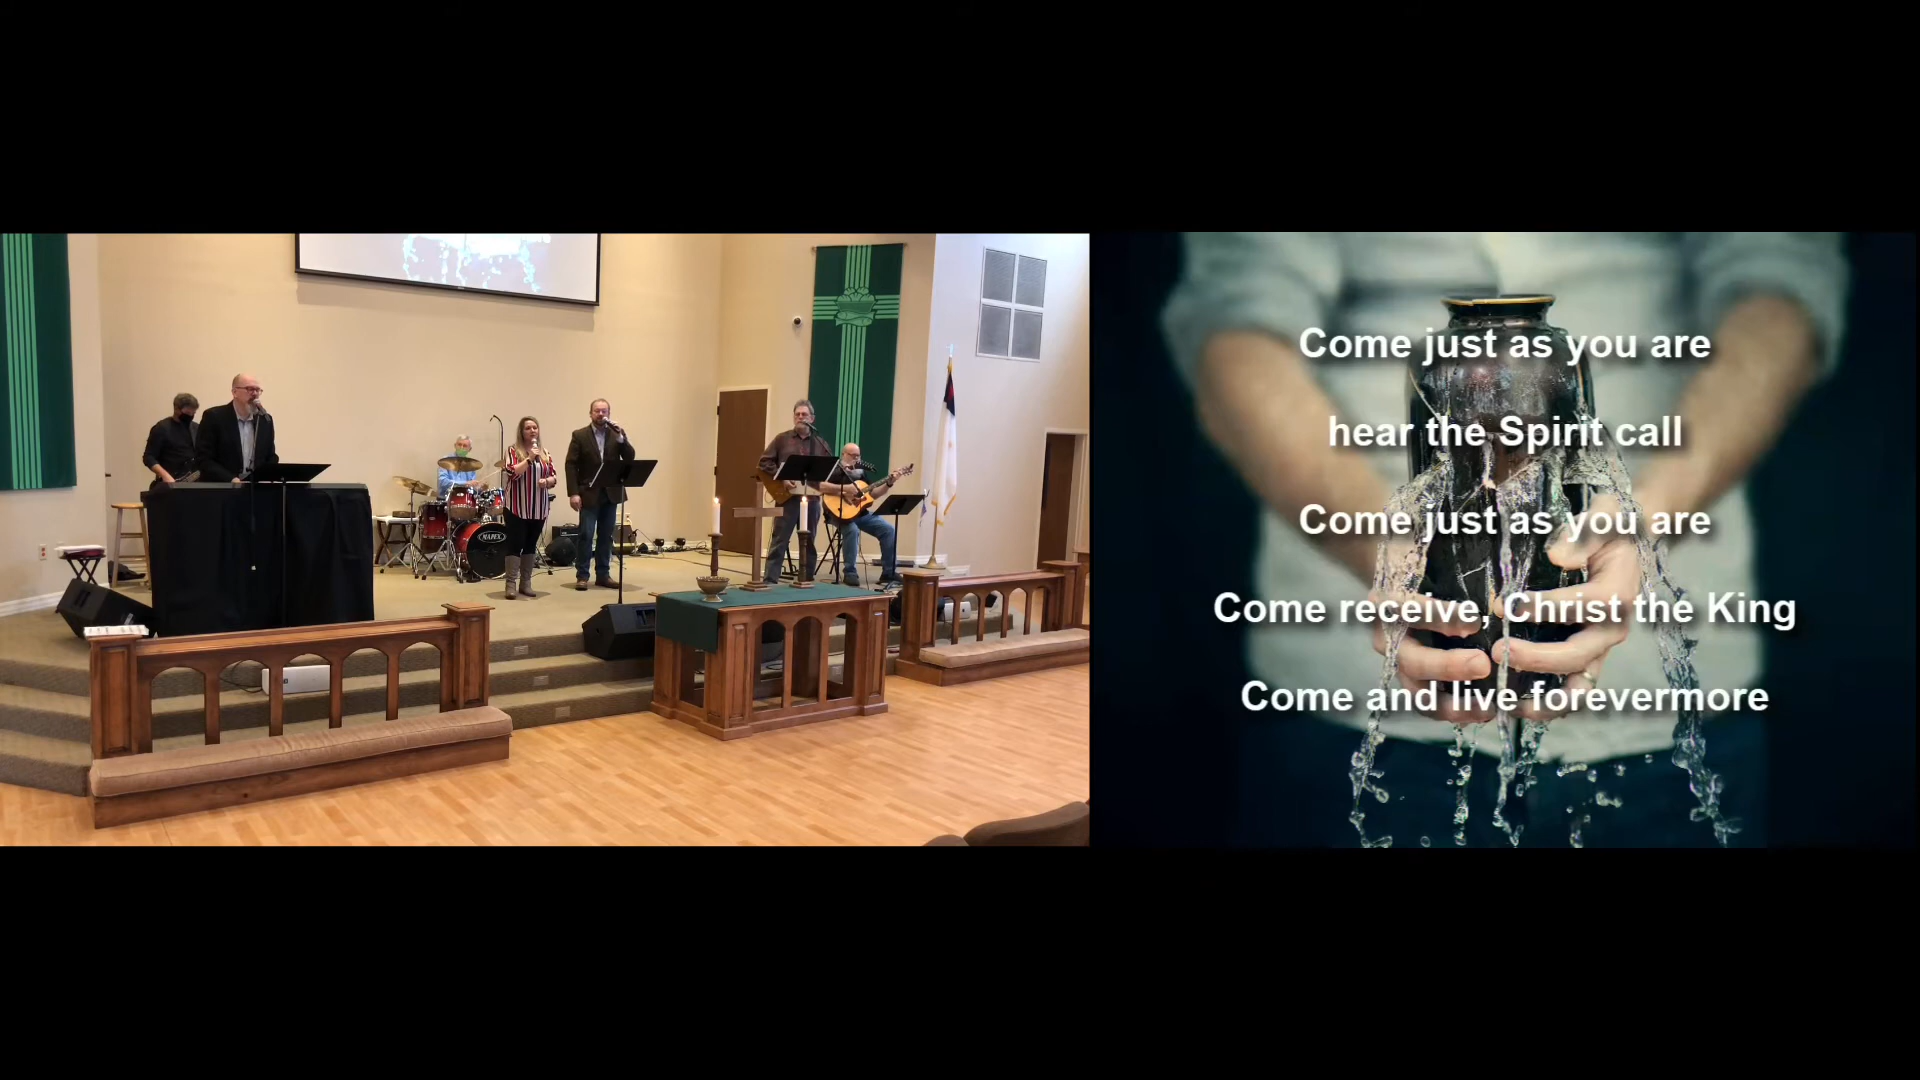 MAPEX
Come just as you are
hear the Spirit call
Come just as you are
Come receive, Christ the King
Come and live forevermore